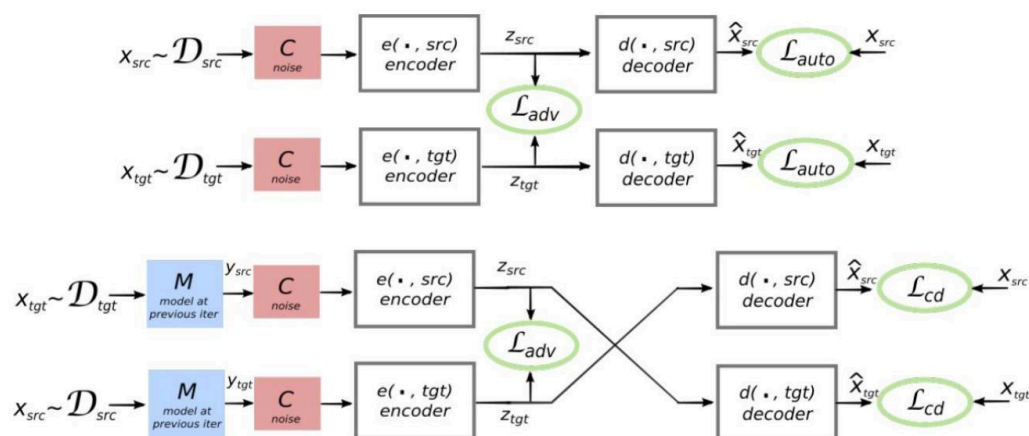 x_src ~ D_src
C
noise
e(·, src)
encoder
z_src
d(·, src)
decoder
x̂_src
L_auto
x_src
L_adv
x_tgt ~ D_tgt
C
noise
e(·, tgt)
encoder
z_tgt
d(·, tgt)
decoder
x̂_tgt
L_auto
x_tgt
x_tgt ~ D_tgt
M
model at
previous iter
y_src
C
noise
e(·, src)
encoder
z_src
d(·, src)
decoder
x̂_src
L_cd
x_src
L_adv
x_src ~ D_src
M
model at
previous iter
y_tgt
C
noise
e(·, tgt)
encoder
z_tgt
d(·, tgt)
decoder
x̂_tgt
L_cd
x_tgt